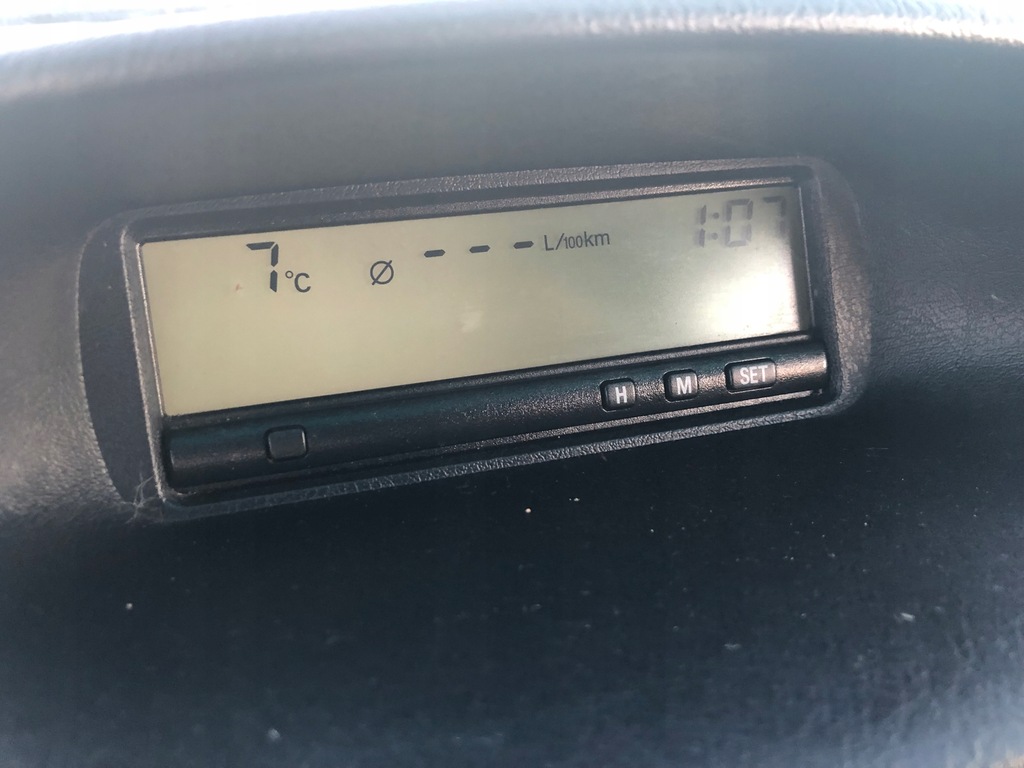 7°C Ø - - - L/100km 1:07
H M SET